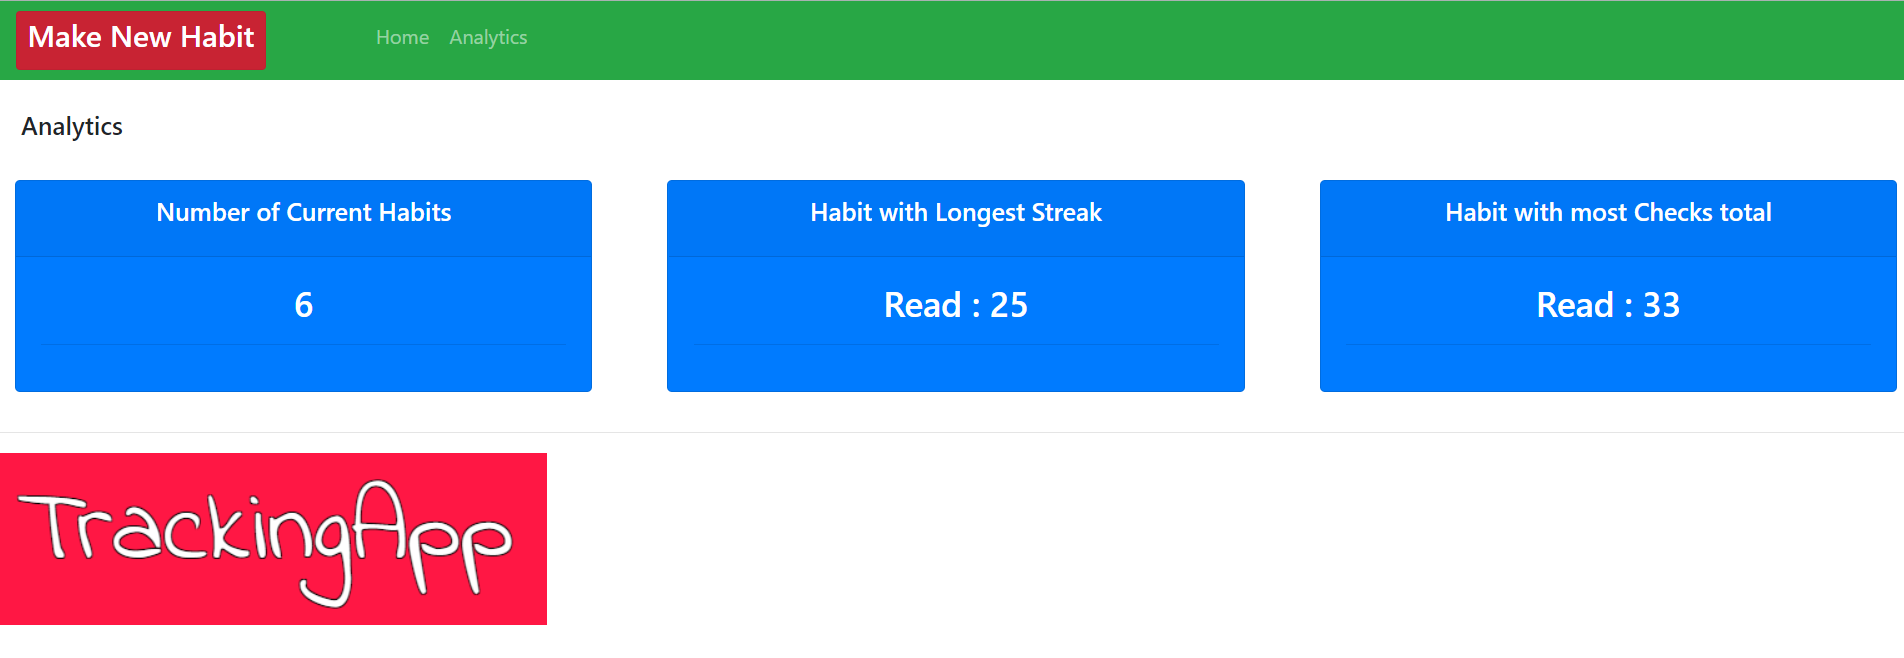 Make New Habit Home Analytics
Analytics
Number of Current Habits
6
Habit with Longest Streak
Read : 25
Habit with most Checks total
Read : 33
TrackingApp